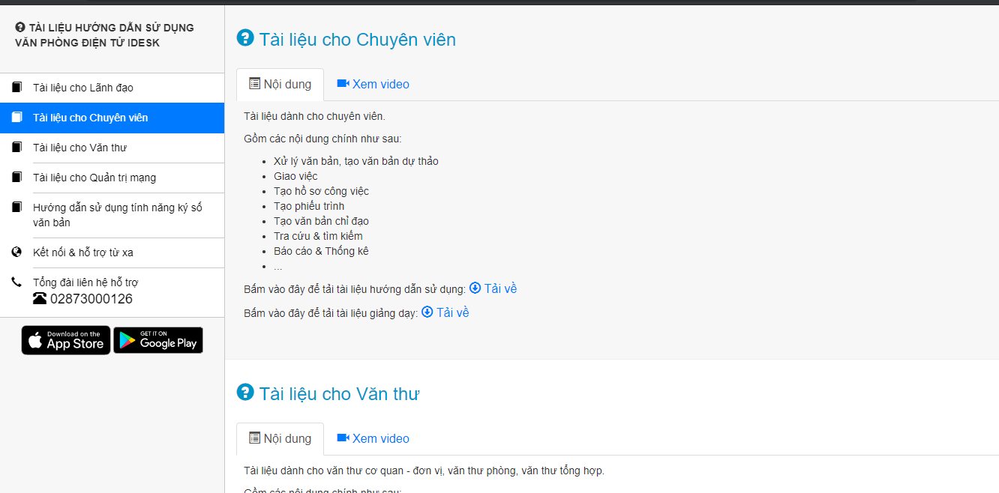 TÀI LIỆU HƯỚNG DẪN SỬ DỤNG
VĂN PHÒNG ĐIỆN TỬ IDESK
Tài liệu cho Lãnh đạo
Tài liệu cho Chuyên viên
Tài liệu cho Văn thư
Tài liệu cho Quản trị mạng
Hướng dẫn sử dụng tính năng ký số
văn bản
Kết nối & hỗ trợ từ xa
Tổng đài liên hệ hỗ trợ
02873000126
Download on the
App Store
GET IT ON
Google Play
Tài liệu cho Chuyên viên
Nội dung
Xem video
Tài liệu dành cho chuyên viên.
Gồm các nội dung chính như sau:
• Xử lý văn bản, tạo văn bản dự thảo
• Giao việc
• Tạo hồ sơ công việc
• Tạo phiếu trình
• Tạo văn bản chỉ đạo
• Tra cứu & tìm kiếm
• Báo cáo & Thống kê
• ...
Bấm vào đây để tải tài liệu hướng dẫn sử dụng: Tải về
Bấm vào đây để tải tài liệu giảng dạy: Tải về
Tài liệu cho Văn thư
Nội dung
Xem video
Tài liệu dành cho văn thư cơ quan - đơn vị, văn thư phòng, văn thư tổng hợp.
Gồm các nội dung chính như sau: